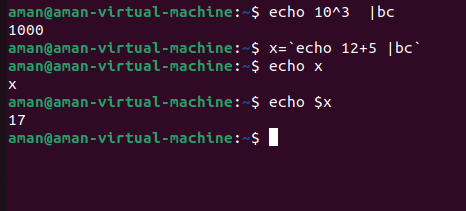 aman@aman-virtual-machine:~$ echo 10^3  |bc
1000
aman@aman-virtual-machine:~$ x=`echo 12+5 |bc`
aman@aman-virtual-machine:~$ echo x
x
aman@aman-virtual-machine:~$ echo $x
17
aman@aman-virtual-machine:~$